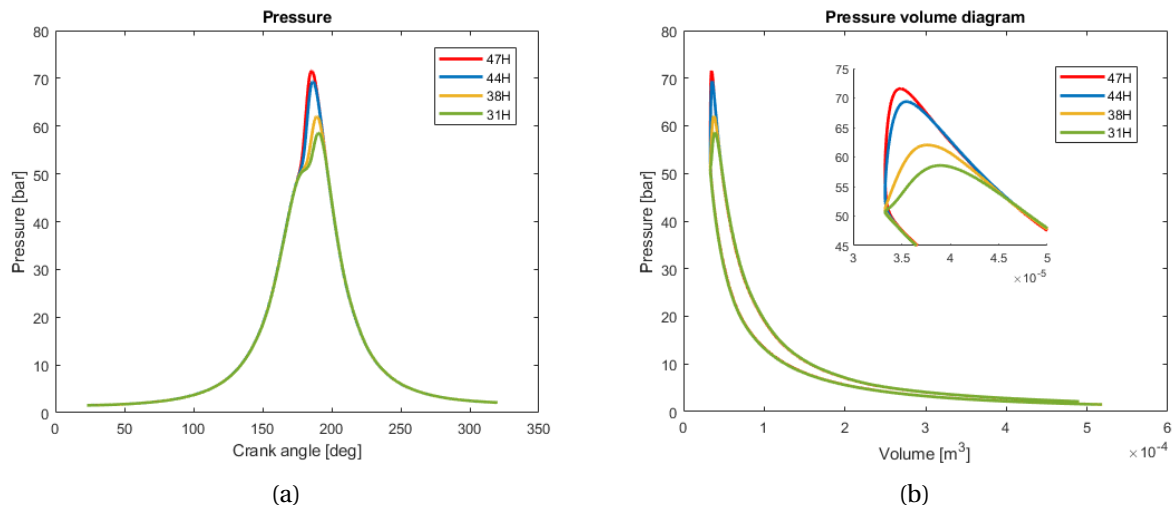 Pressure
80
70
60
50
40
30
20
10
0
Pressure [bar]
0
50
100
150
200
250
300
350
Crank angle [deg]
47H
44H
38H
31H
(a)
Pressure volume diagram
80
70
60
50
40
30
20
10
0
Pressure [bar]
0
1
2
3
4
5
6
Volume [m³]
×10⁻⁴
75
70
65
60
55
50
45
3
3.5
4
4.5
5
×10⁻⁵
47H
44H
38H
31H
(b)